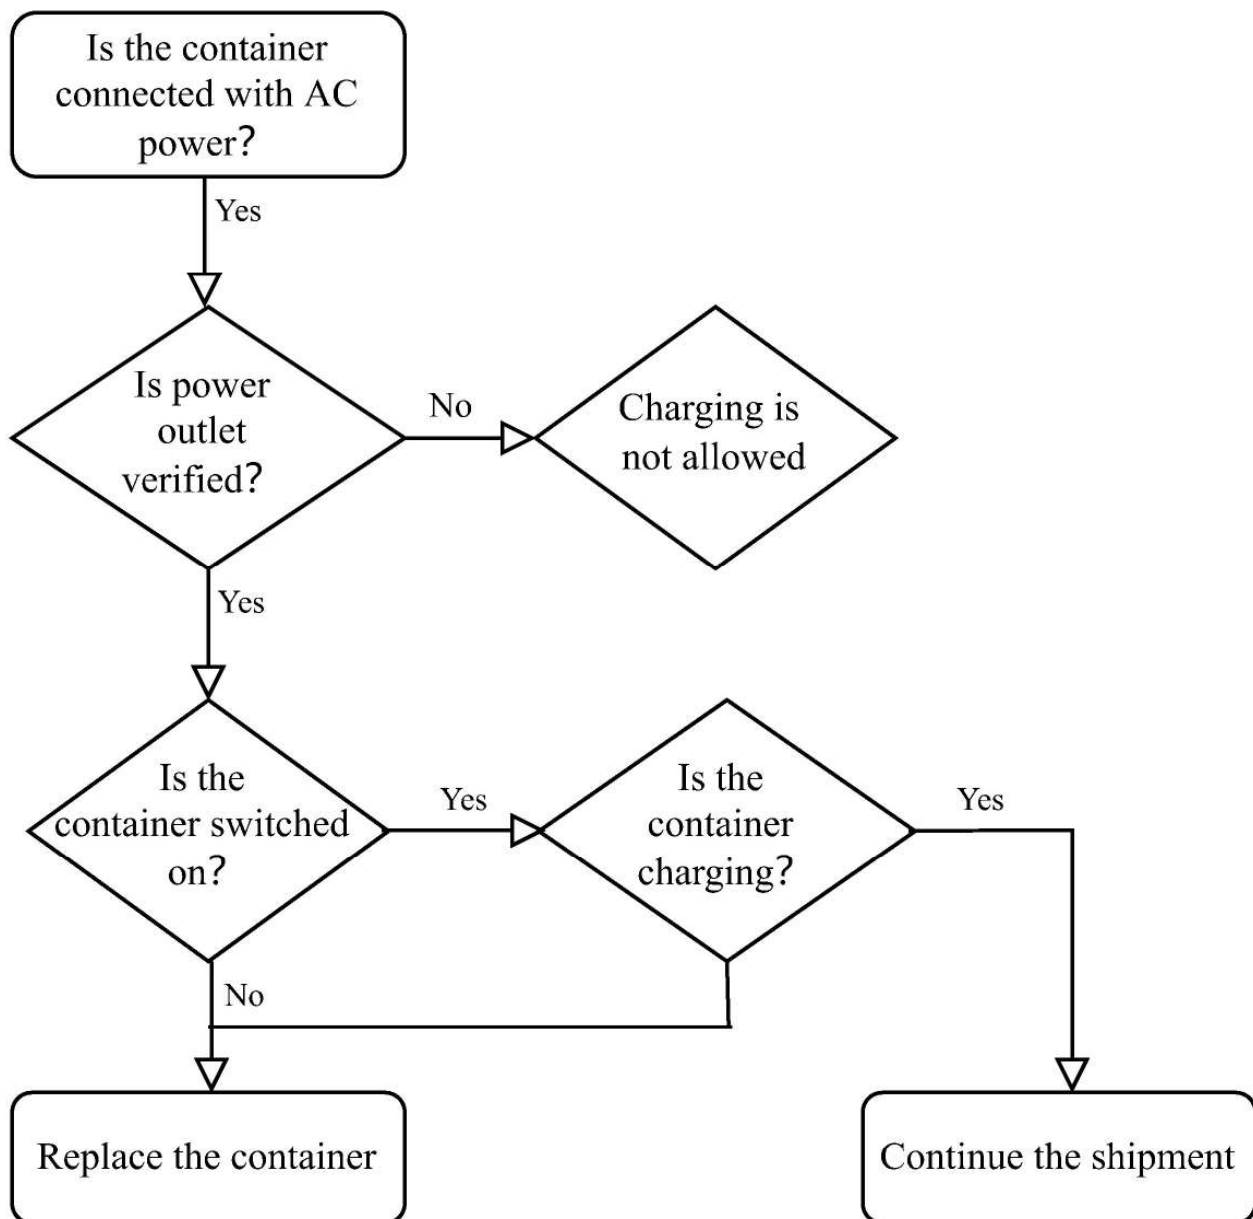 Is the container
connected with AC
power?
Yes
Is power
outlet
verified?
No
Charging is
not allowed
Yes
Is the
container switched
on?
Yes
Is the
container
charging?
Yes
No
Replace the container
Continue the shipment